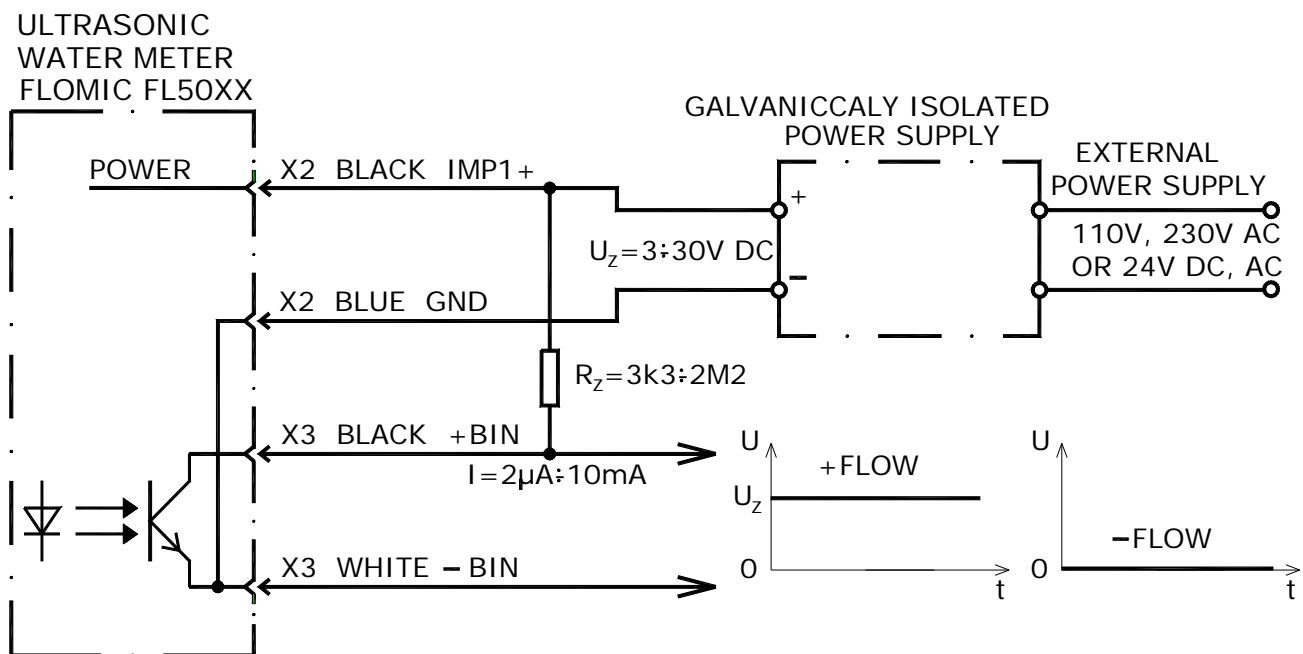 ULTRASONIC
WATER METER
FLOMIC FL50XX
GALVANICCALY ISOLATED
POWER SUPPLY
EXTERNAL
POWER SUPPLY
POWER
X2 BLACK IMP1+
+
U_Z=3÷30V DC
110V, 230V AC
OR 24V DC, AC
−
X2 BLUE GND
R_Z=3k3÷2M2
X3 BLACK +BIN
I=2µA÷10mA
U
+FLOW
U_Z
0
t
U
−FLOW
0
t
X3 WHITE −BIN